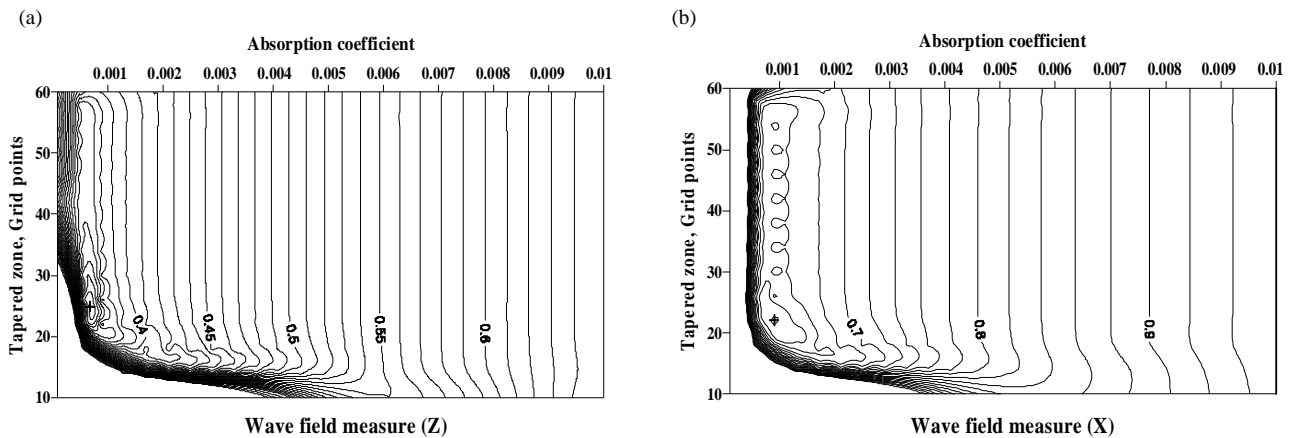 (a)
Absorption coefficient
0.001 0.002 0.003 0.004 0.005 0.006 0.007 0.008 0.009 0.01
Tapered zone, Grid points
60
50
40
30
20
10
0.4
0.45
0.5
0.55
0.6
Wave field measure (Z)
(b)
Absorption coefficient
0.001 0.002 0.003 0.004 0.005 0.006 0.007 0.008 0.009 0.01
Tapered zone, Grid points
60
50
40
30
20
10
0.7
0.8
0.9
Wave field measure (X)